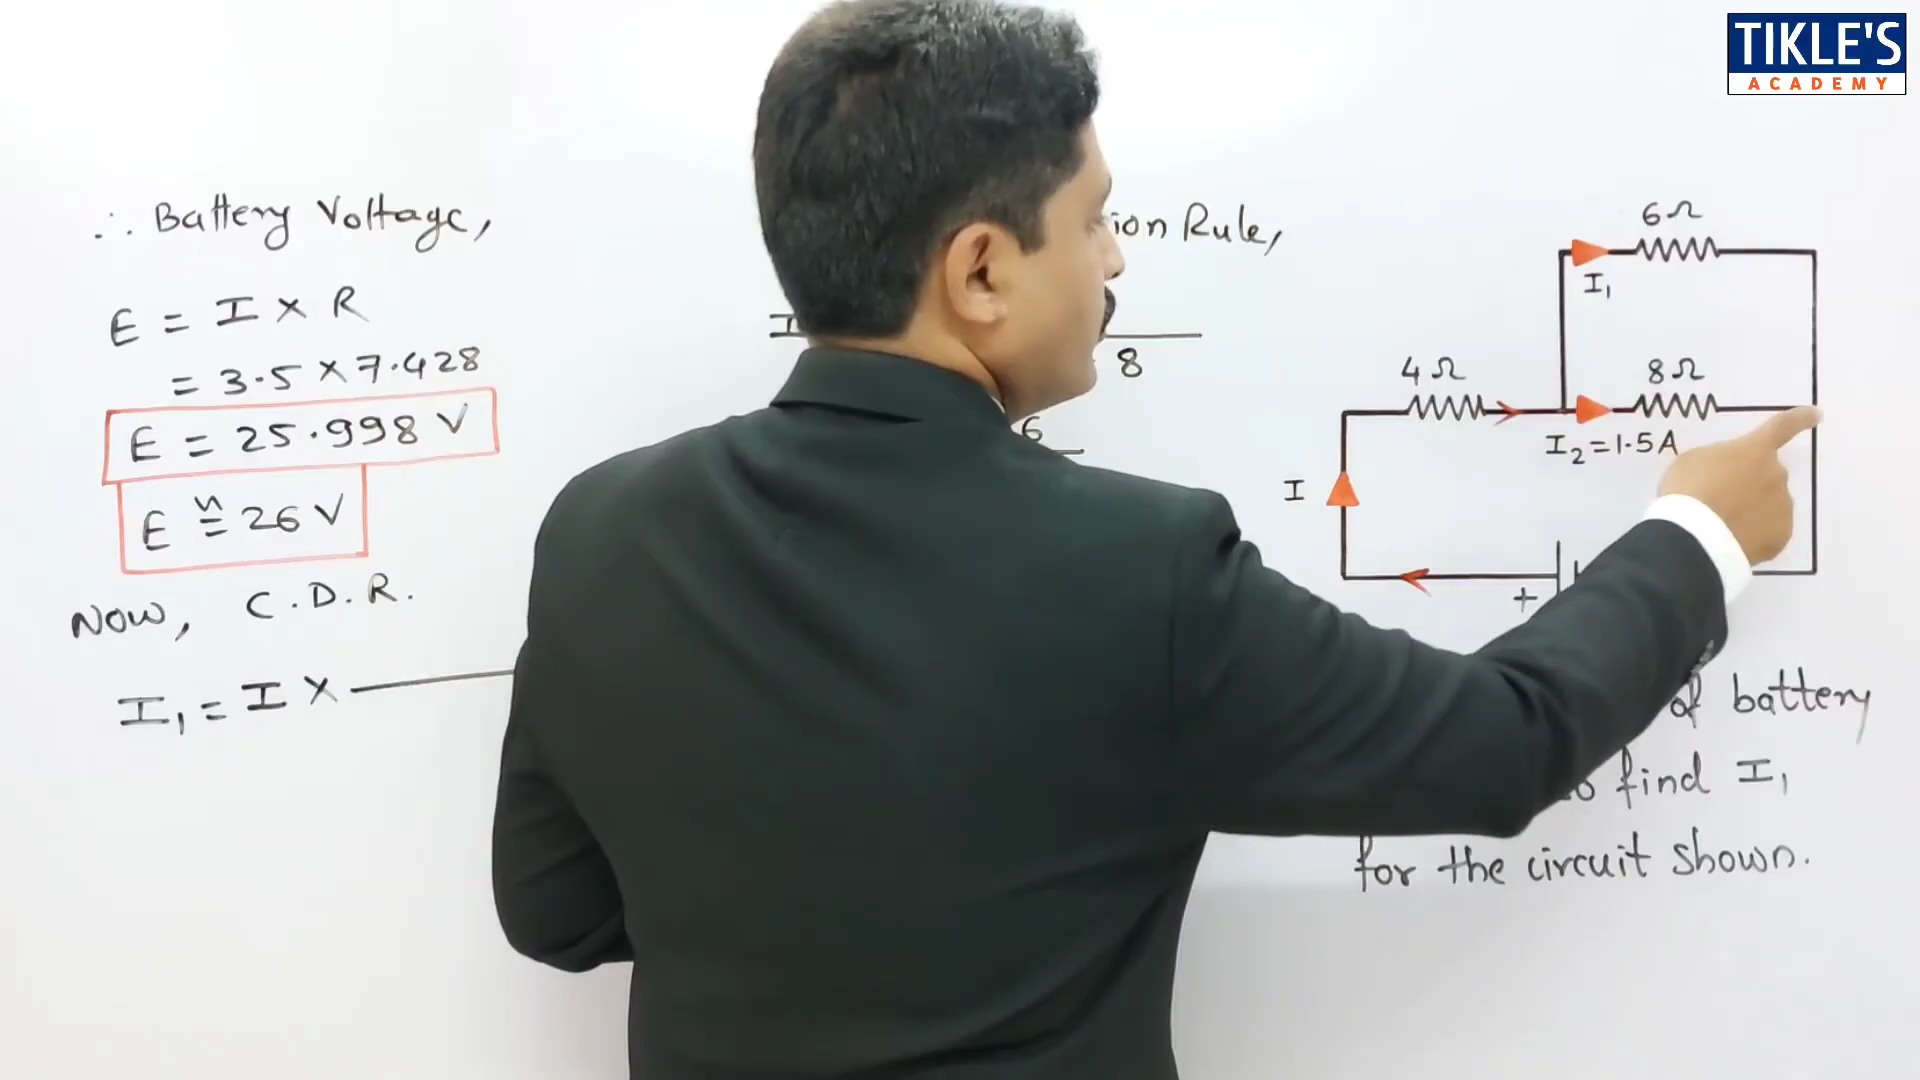 TIKLE'S
ACADEMY
∴ Battery Voltage,
E = I × R
= 3.5 × 7.428
E = 25.998 V
E ≅ 26 V
Now, C.D.R.
I₁ = I ×
Rule,
I
8
6
6Ω
I₁
4Ω
8Ω
I₂ = 1.5A
I
+
of battery
find I₁
for the circuit shown.